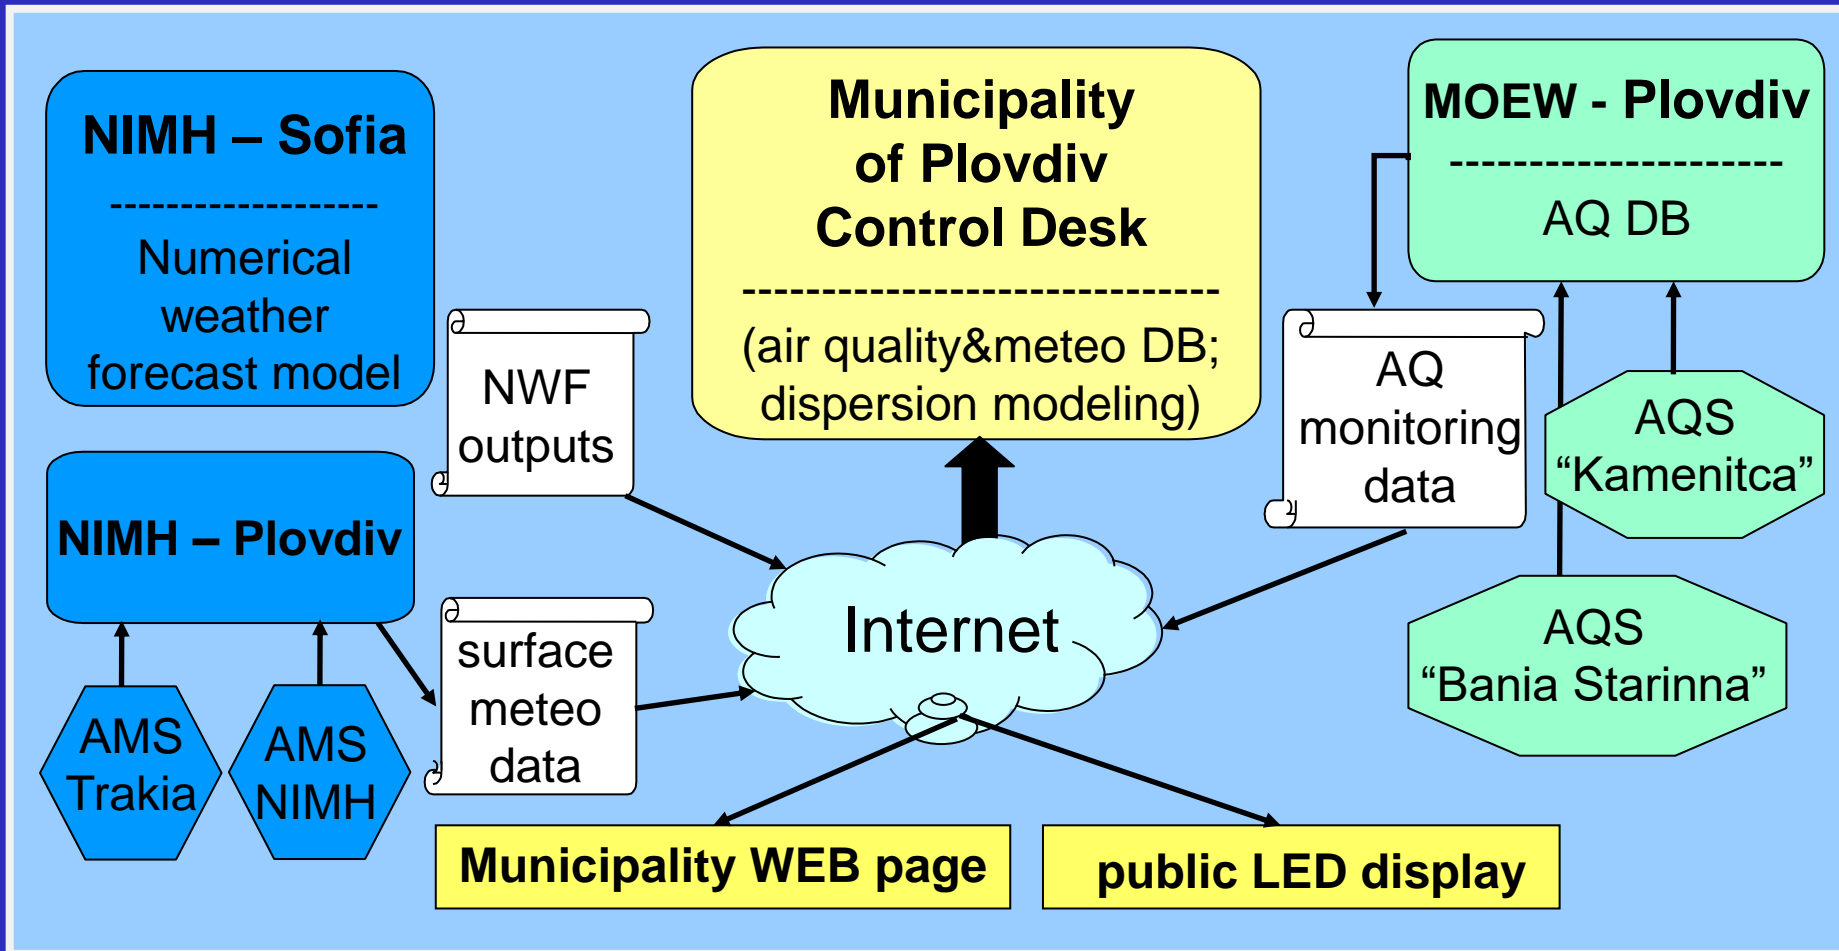 NIMH – Sofia
-------------------
Numerical
weather
forecast model
NIMH – Plovdiv
AMS
Trakia
AMS
NIMH
NWF
outputs
surface
meteo
data
Municipality
of Plovdiv
Control Desk
------------------------------
(air quality&meteo DB;
dispersion modeling)
Internet
Municipality WEB page
public LED display
MOEW - Plovdiv
---------------------
AQ DB
AQ
monitoring
data
AQS
“Kamenitca”
AQS
“Bania Starinna”